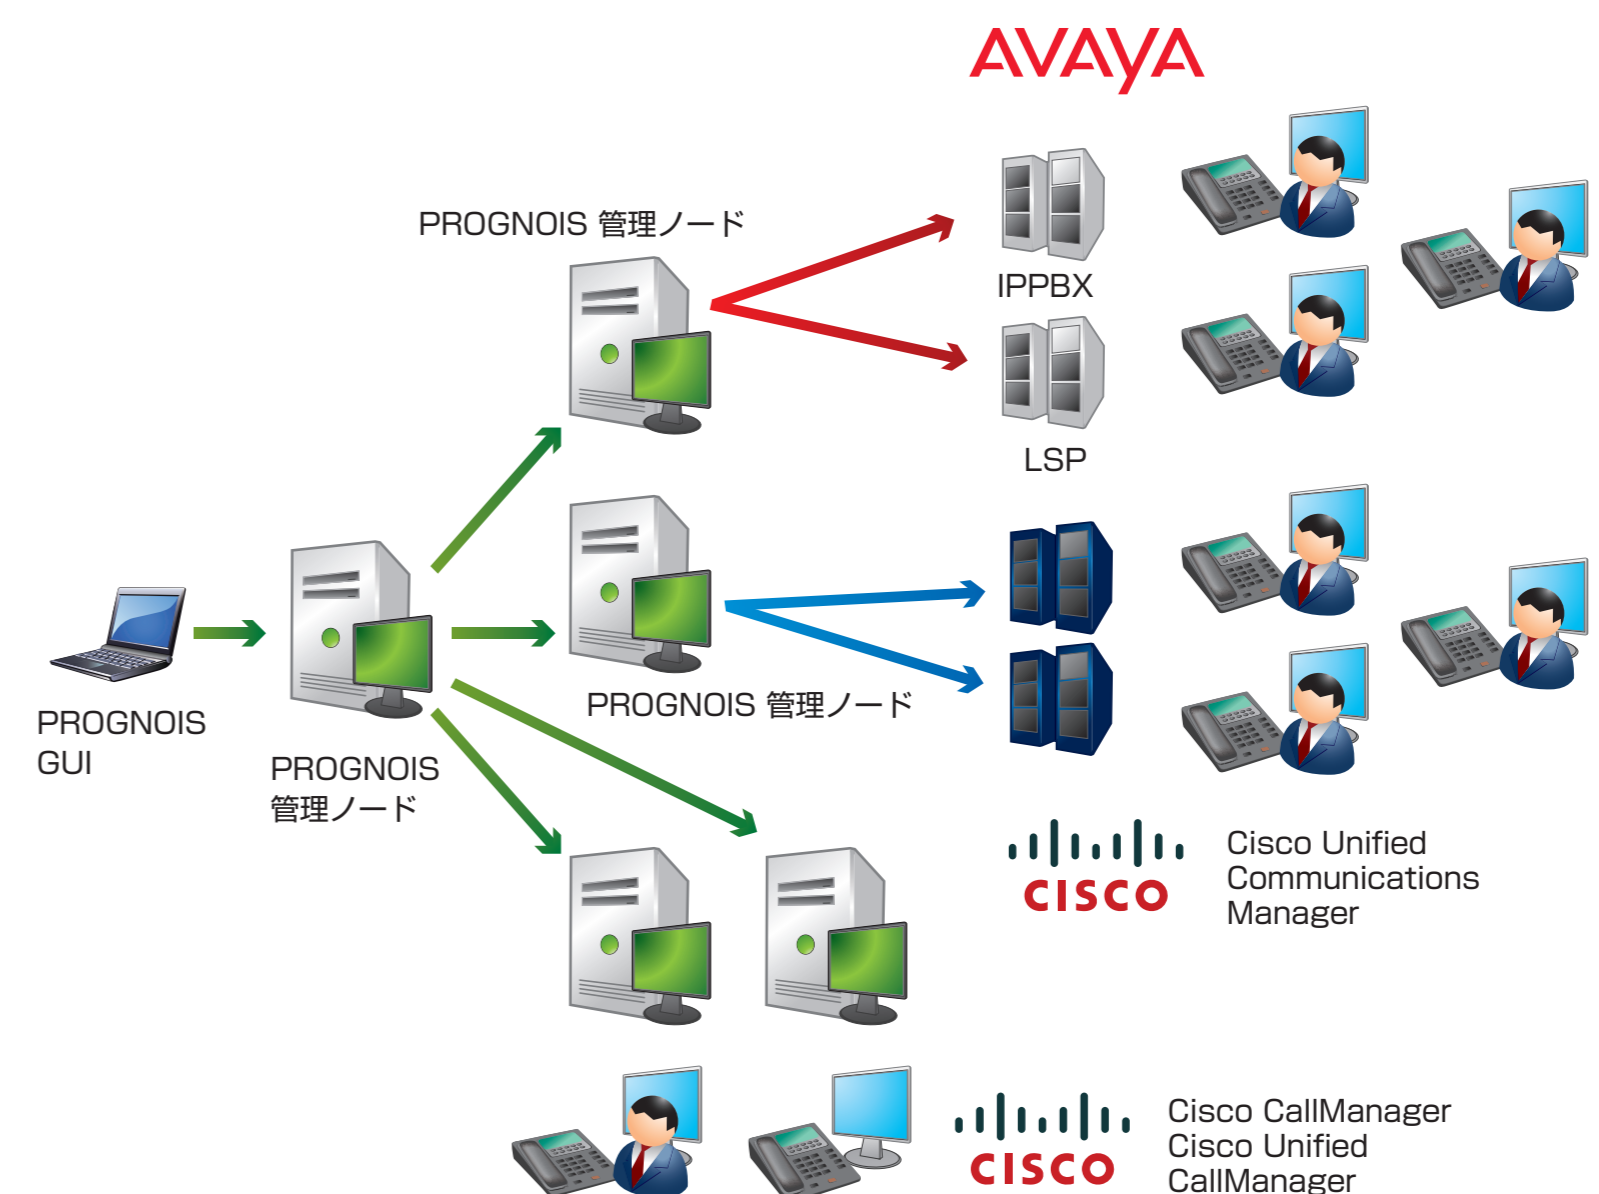 AVAYA
PROGNOIS 管理ノード
IPPBX
LSP
PROGNOIS
GUI
PROGNOIS
管理ノード
PROGNOIS 管理ノード
CISCO
Cisco Unified
Communications
Manager
CISCO
Cisco CallManager
Cisco Unified
CallManager